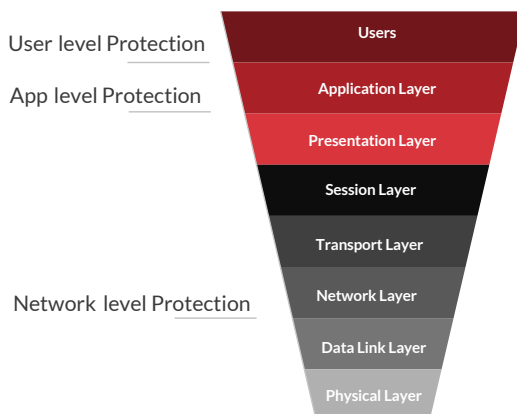 Users
User level Protection
Application Layer
App level Protection
Presentation Layer
Session Layer
Transport Layer
Network Layer
Network level Protection
Data Link Layer
Physical Layer